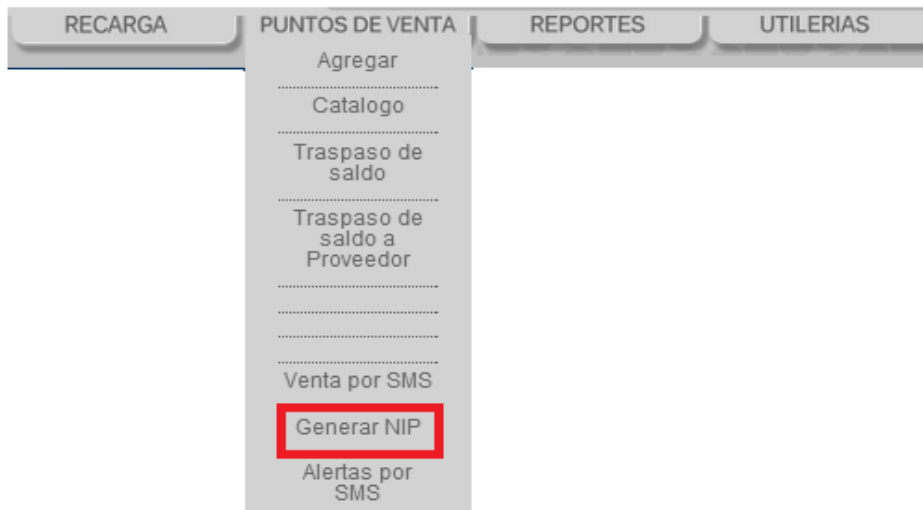 RECARGA PUNTOS DE VENTA REPORTES UTILERIAS
Agregar
Catalogo
Traspaso de
saldo
Traspaso de
saldo a
Proveedor
Venta por SMS
Generar NIP
Alertas por
SMS